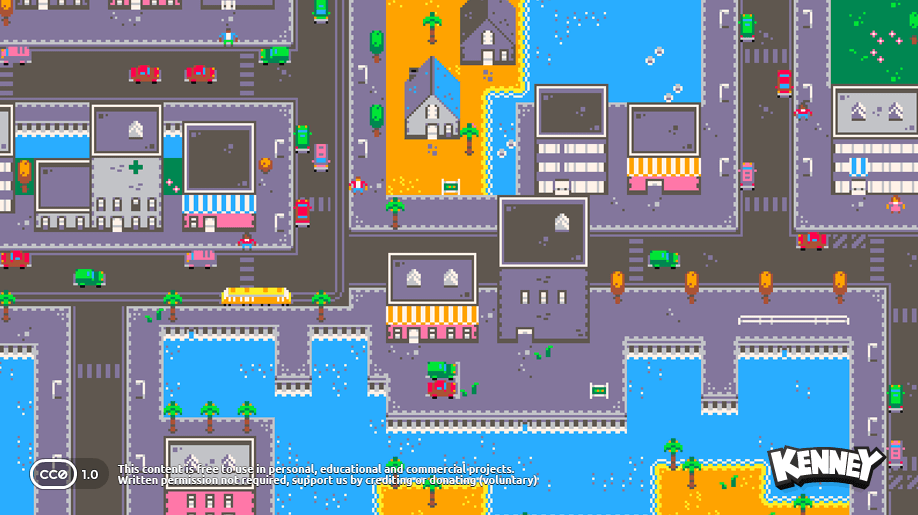 CC0 1.0
This content is free to use in personal, educational and commercial projects.
Written permission not required, support us by crediting or donating (voluntary)
KENNEY